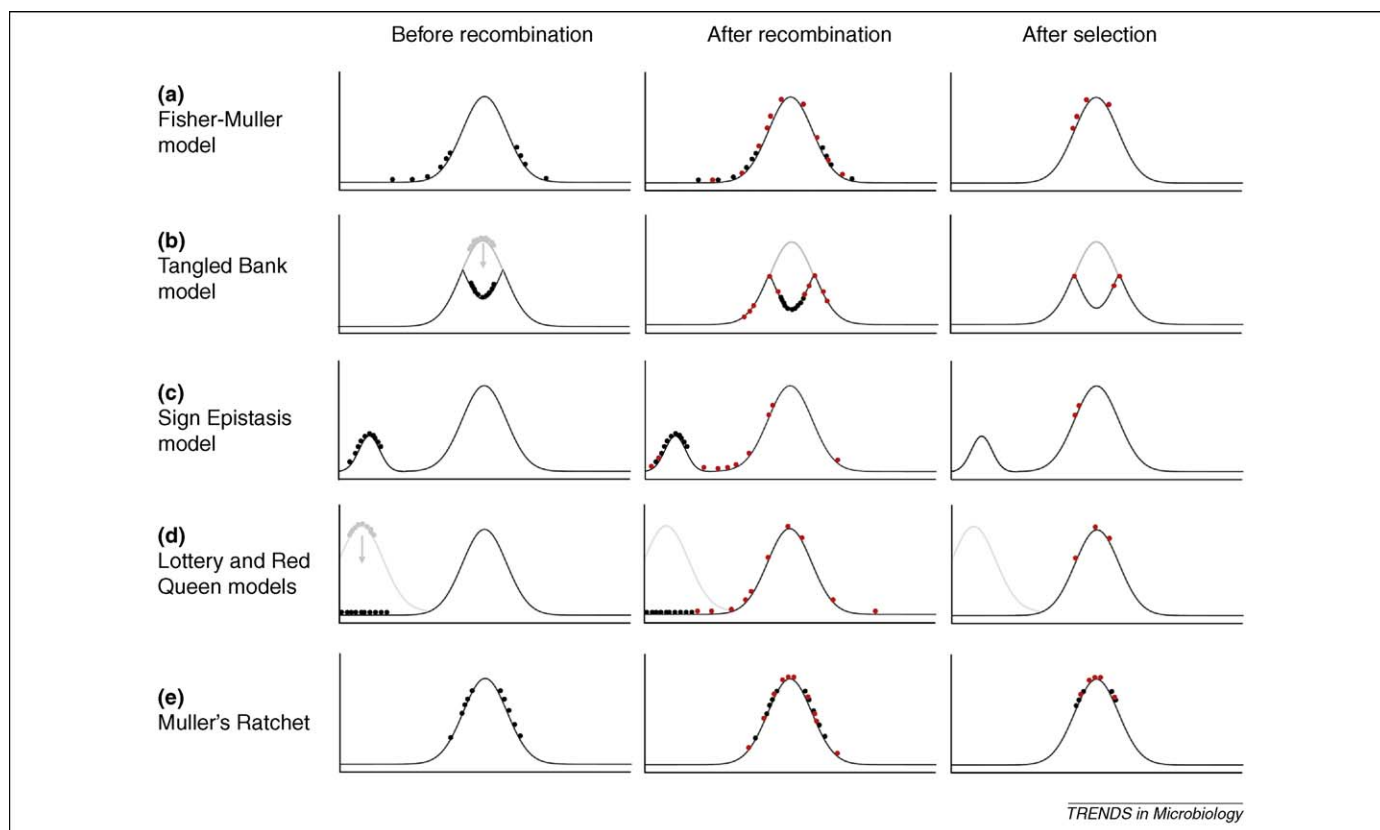 Before recombination
After recombination
After selection
(a)
Fisher-Muller
model
(b)
Tangled Bank
model
(c)
Sign Epistasis
model
(d)
Lottery and Red
Queen models
(e)
Muller's Ratchet
TRENDS in Microbiology